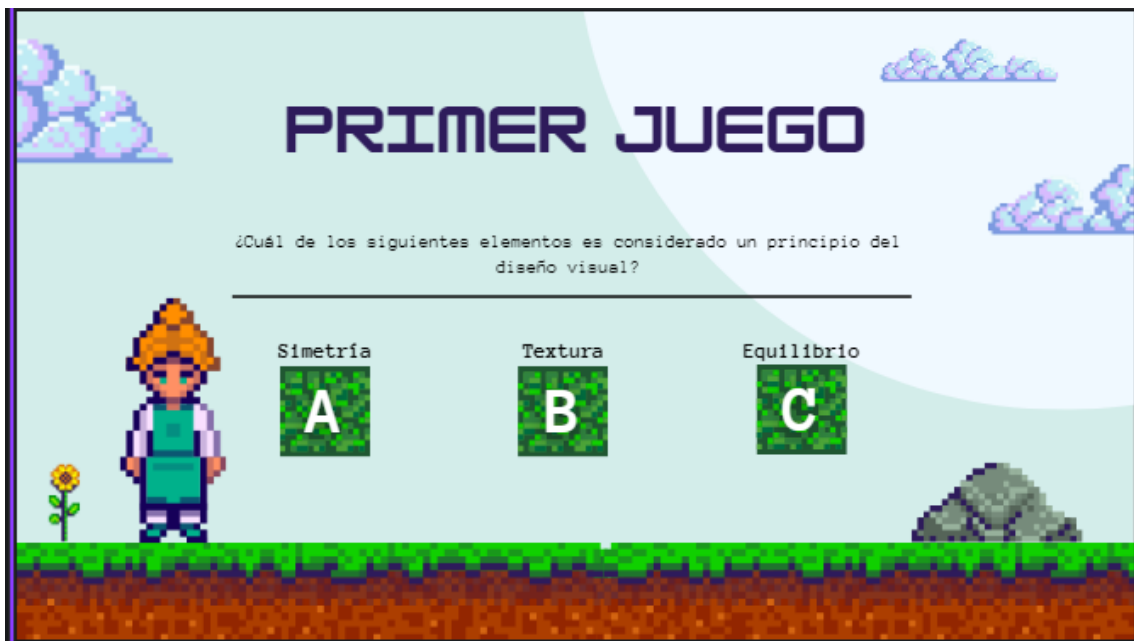 PRIMER JUEGO
¿Cuál de los siguientes elementos es considerado un principio del
diseño visual?
Simetría
Textura
Equilibrio
A
B
C